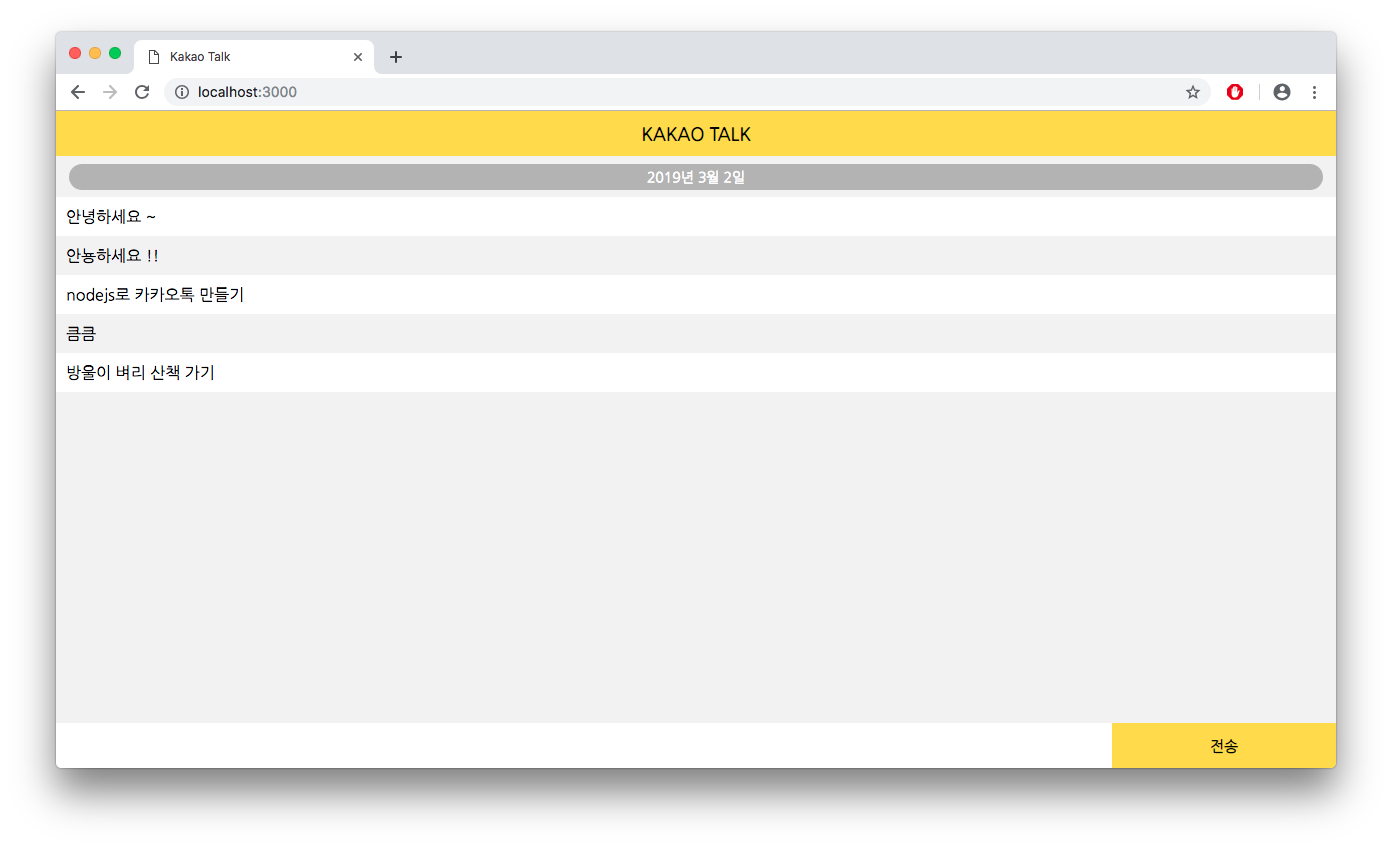 Kakao Talk
localhost:3000
KAKAO TALK
2019년 3월 2일
안녕하세요 ~
안뇽하세요 !!
nodejs로 카카오톡 만들기
큼큼
방울이 벼리 산책 가기
전송